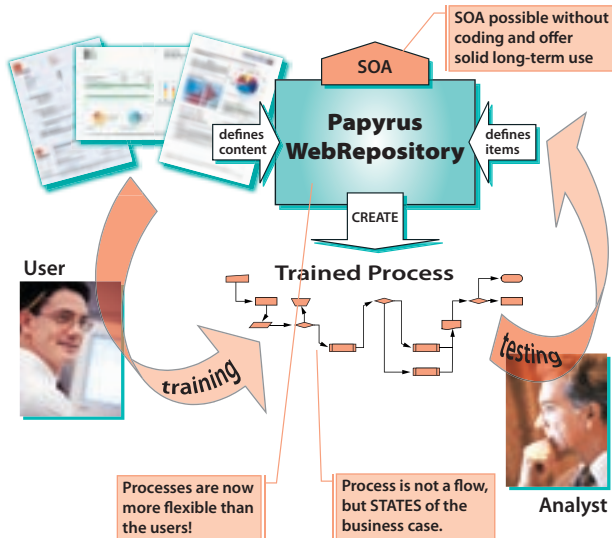 SOA possible without
coding and offer
solid long-term use
SOA
defines
content
Papyrus
WebRepository
defines
items
CREATE
User
Trained Process
training
testing
Processes are now
more flexible than
the users!
Process is not a flow,
but STATES of the
business case.
Analyst